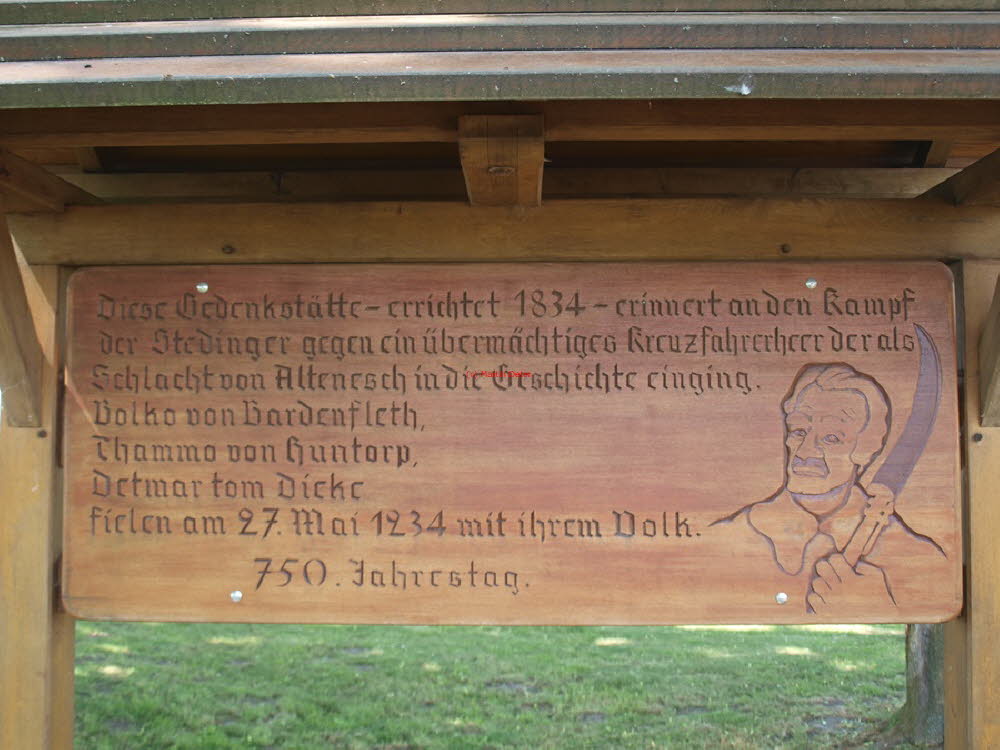 Diese Gedenkstätte – errichtet 1834 – erinnert an den Kampf
der Stedinger gegen ein übermächtiges Kreuzfahrerheer der als
Schlacht von Altenesch in die Geschichte einging.
Bolko von Bardenfleth,
Thammo von Huntorp,
Detmar tom Dieke
fielen am 27. Mai 1234 mit ihrem Volk.
750. Jahrestag.